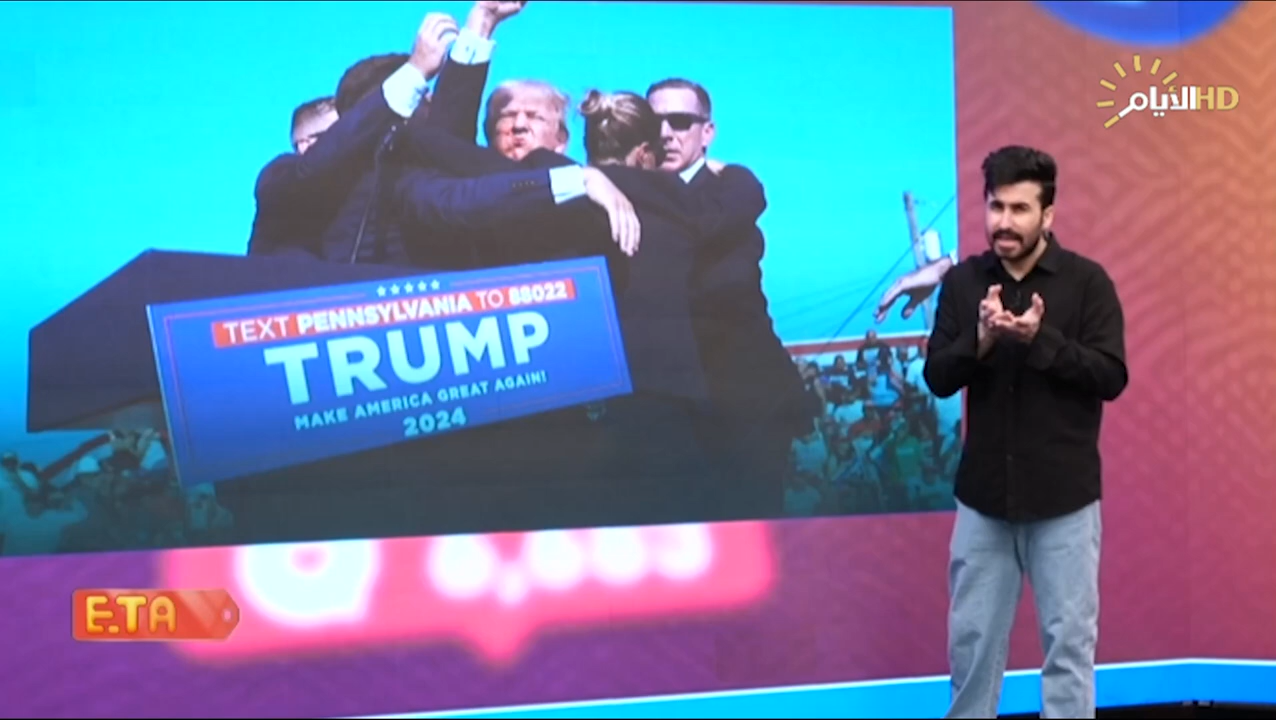 الأيام HD
TEXT PENNSYLVANIA TO 88022
TRUMP
MAKE AMERICA GREAT AGAIN!
2024
E.TA